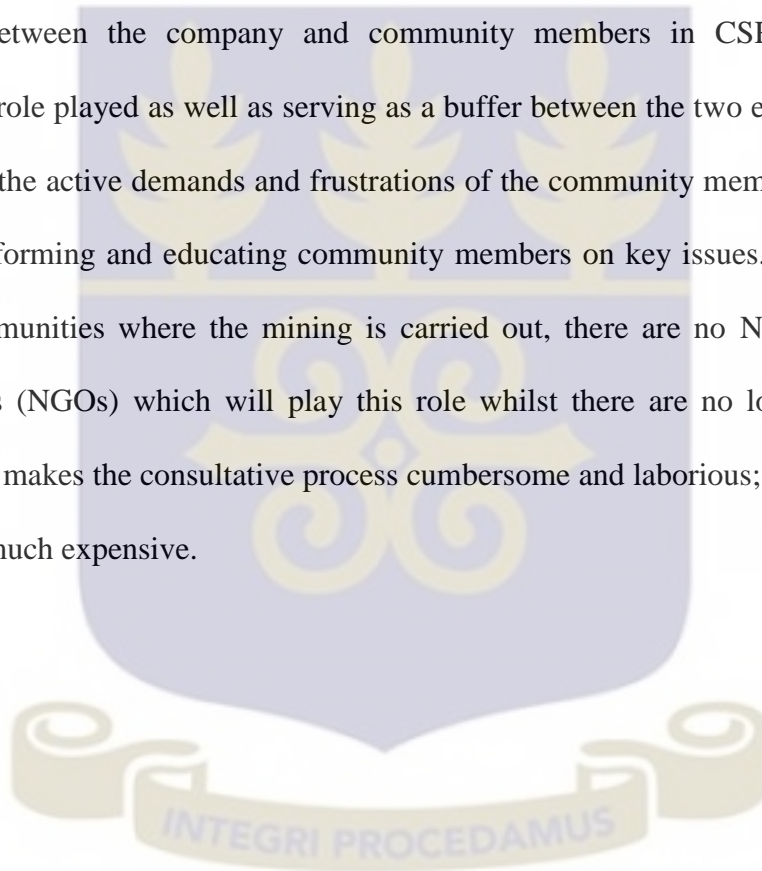 etween the company and community members in CSR
role played as well as serving as a buffer between the two e
the active demands and frustrations of the community mem
forming and educating community members on key issues.
munities where the mining is carried out, there are no N
s (NGOs) which will play this role whilst there are no lo
makes the consultative process cumbersome and laborious;
much expensive.
INTEGRI PROCEDAMUS